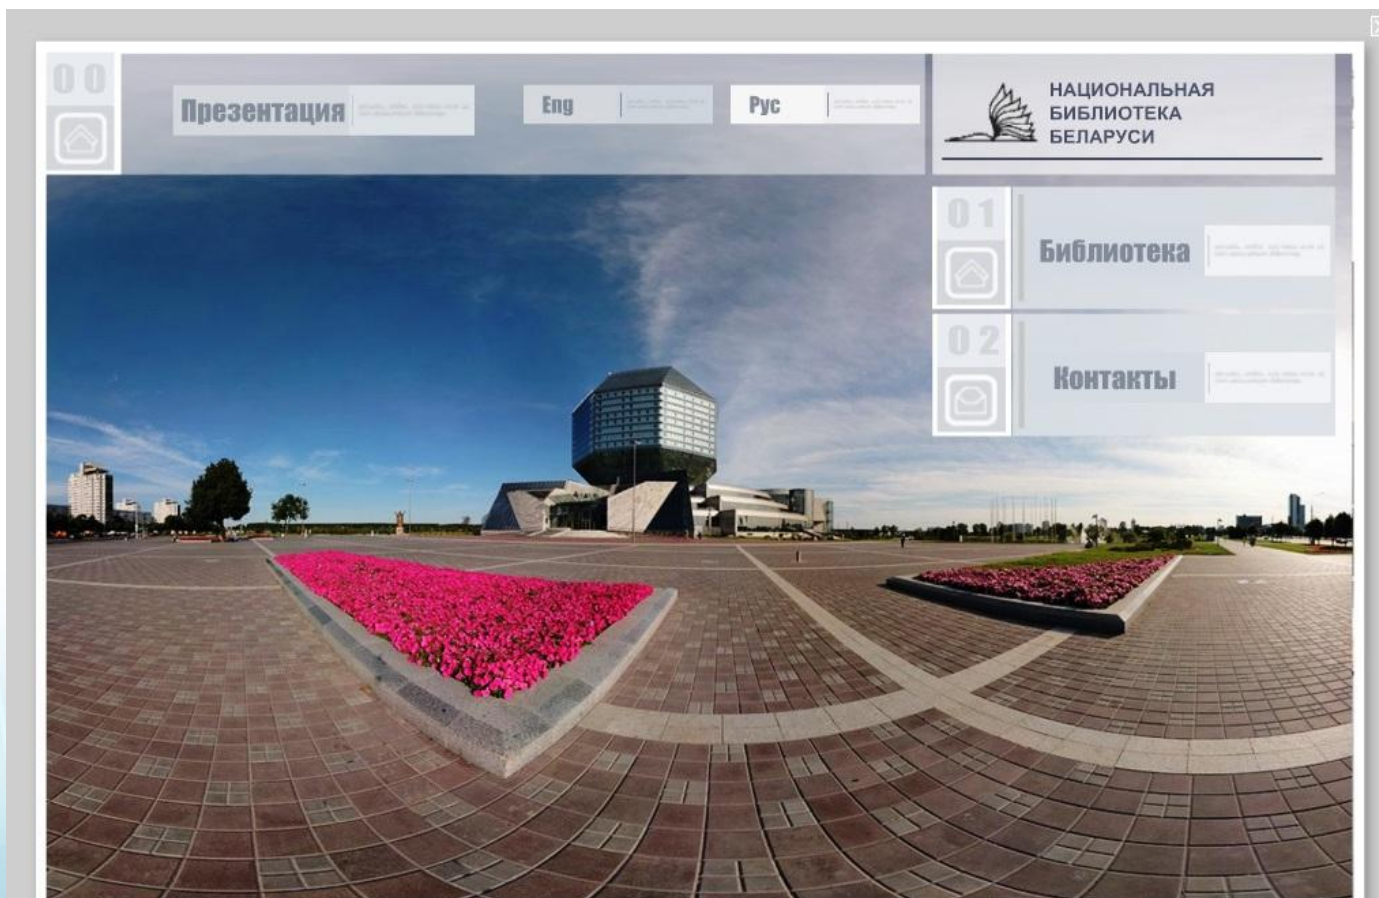 00
Презентация
Eng
Рус
НАЦИОНАЛЬНАЯ
БИБЛИОТЕКА
БЕЛАРУСИ
01
Библиотека
02
Контакты